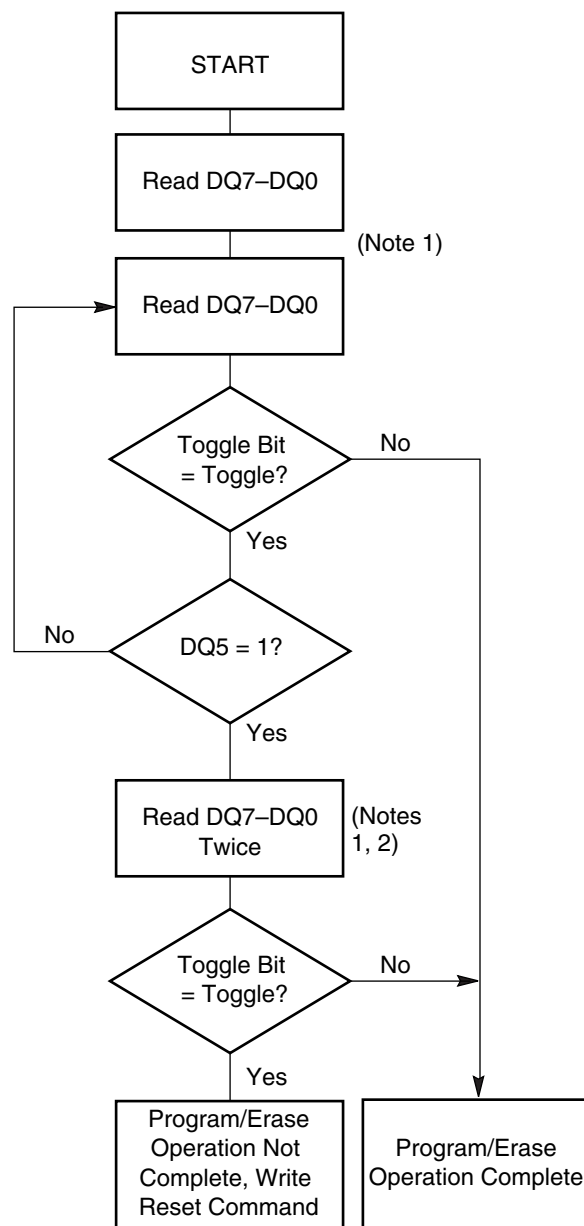 START
Read DQ7–DQ0
(Note 1)
Read DQ7–DQ0
Toggle Bit
= Toggle?
No
Yes
No
DQ5 = 1?
Yes
Read DQ7–DQ0
Twice
(Notes
1, 2)
Toggle Bit
= Toggle?
No
Yes
Program/Erase
Operation Not
Complete, Write
Reset Command
Program/Erase
Operation Complete